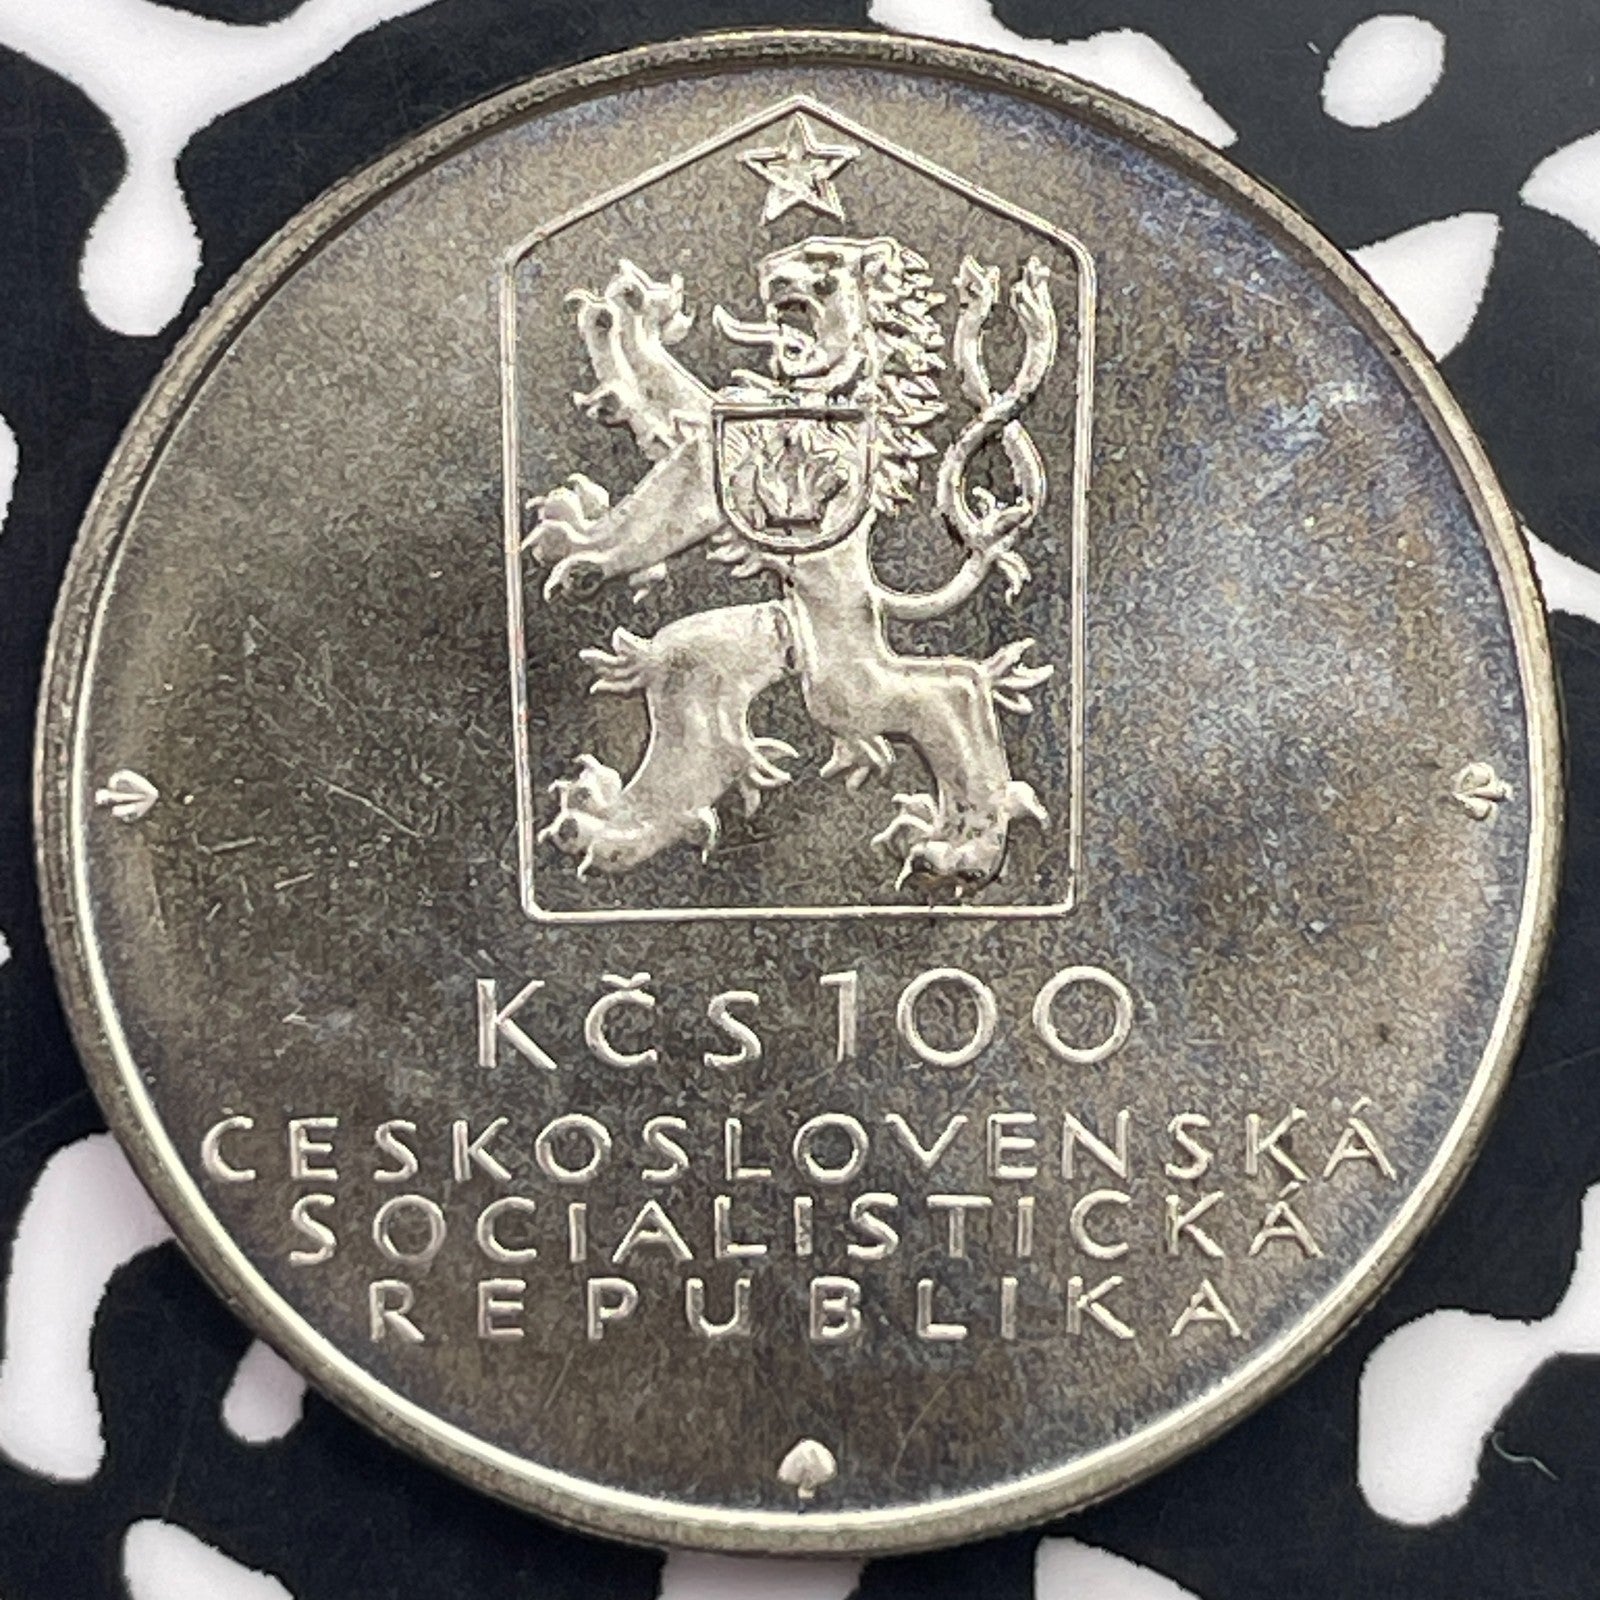 Kčs 100
ČESKOSLOVENSKÁ
SOCIALISTICKÁ
REPUBLIKA